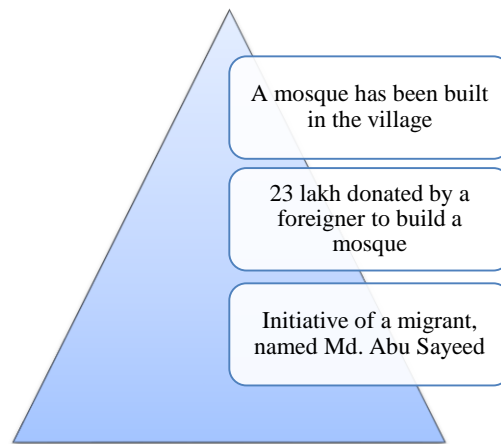 A mosque has been built
in the village
23 lakh donated by a
foreigner to build a
mosque
Initiative of a migrant,
named Md. Abu Sayeed